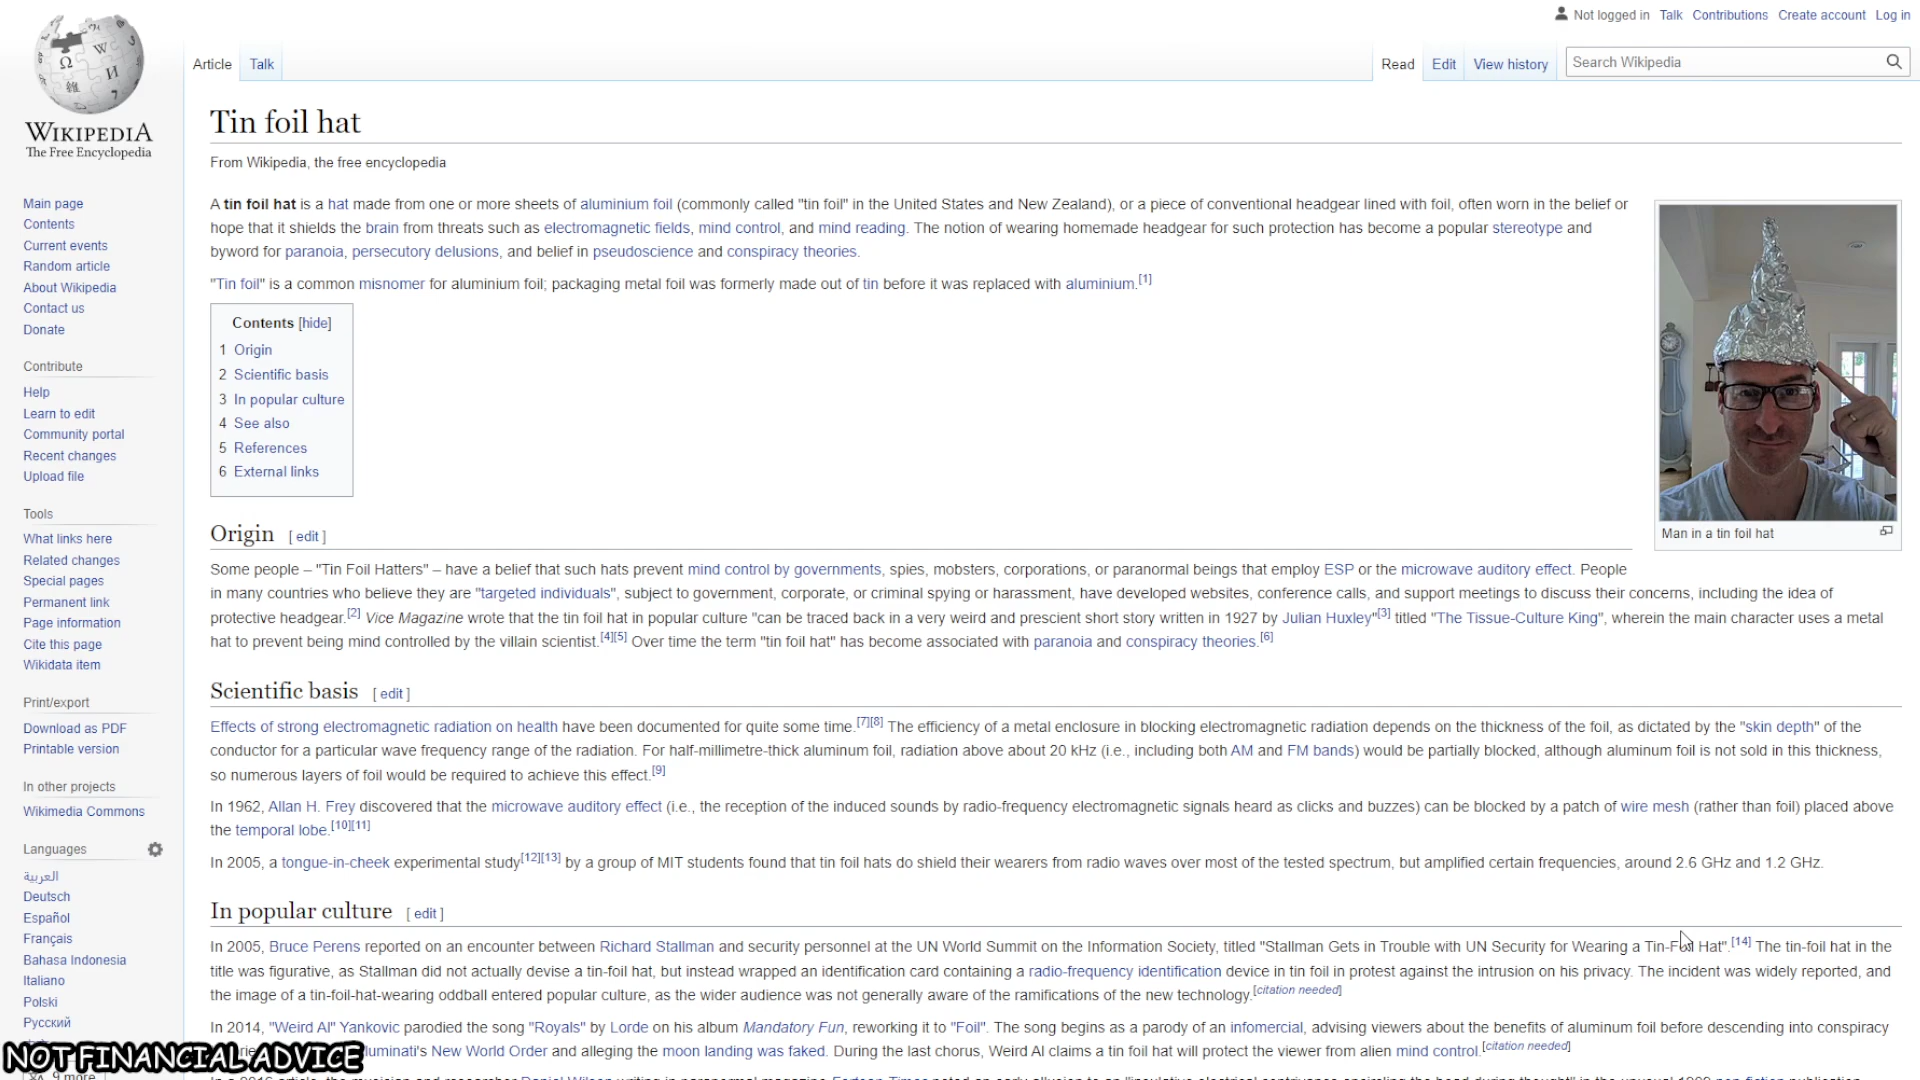 Not logged in Talk Contributions Create account Log in
Article Talk Read Edit View history Search Wikipedia
WIKIPEDIA
The Free Encyclopedia
Main page
Contents
Current events
Random article
About Wikipedia
Contact us
Donate
Contribute
Help
Learn to edit
Community portal
Recent changes
Upload file
Tools
What links here
Related changes
Special pages
Permanent link
Page information
Cite this page
Wikidata item
Print/export
Download as PDF
Printable version
In other projects
Wikimedia Commons
Languages
العربية
Deutsch
Español
Français
Bahasa Indonesia
Italiano
Polski
Русский
9 more
NOT FINANCIAL ADVICE
Tin foil hat
From Wikipedia, the free encyclopedia
A tin foil hat is a hat made from one or more sheets of aluminium foil (commonly called "tin foil" in the United States and New Zealand), or a piece of conventional headgear lined with foil, often worn in the belief or
hope that it shields the brain from threats such as electromagnetic fields, mind control, and mind reading. The notion of wearing homemade headgear for such protection has become a popular stereotype and
byword for paranoia, persecutory delusions, and belief in pseudoscience and conspiracy theories.
"Tin foil" is a common misnomer for aluminium foil; packaging metal foil was formerly made out of tin before it was replaced with aluminium.[1]
Man in a tin foil hat
Contents [hide]
1 Origin
2 Scientific basis
3 In popular culture
4 See also
5 References
6 External links
Origin [ edit ]
Some people – "Tin Foil Hatters" – have a belief that such hats prevent mind control by governments, spies, mobsters, corporations, or paranormal beings that employ ESP or the microwave auditory effect. People
in many countries who believe they are "targeted individuals", subject to government, corporate, or criminal spying or harassment, have developed websites, conference calls, and support meetings to discuss their concerns, including the idea of
protective headgear.[2] Vice Magazine wrote that the tin foil hat in popular culture "can be traced back in a very weird and prescient short story written in 1927 by Julian Huxley"[3] titled "The Tissue-Culture King", wherein the main character uses a metal
hat to prevent being mind controlled by the villain scientist.[4][5] Over time the term "tin foil hat" has become associated with paranoia and conspiracy theories.[6]
Scientific basis [ edit ]
Effects of strong electromagnetic radiation on health have been documented for quite some time.[7][8] The efficiency of a metal enclosure in blocking electromagnetic radiation depends on the thickness of the foil, as dictated by the "skin depth" of the
conductor for a particular wave frequency range of the radiation. For half-millimetre-thick aluminum foil, radiation above about 20 kHz (i.e., including both AM and FM bands) would be partially blocked, although aluminum foil is not sold in this thickness,
so numerous layers of foil would be required to achieve this effect.[9]
In 1962, Allan H. Frey discovered that the microwave auditory effect (i.e., the reception of the induced sounds by radio-frequency electromagnetic signals heard as clicks and buzzes) can be blocked by a patch of wire mesh (rather than foil) placed above
the temporal lobe.[10][11]
In 2005, a tongue-in-cheek experimental study[12][13] by a group of MIT students found that tin foil hats do shield their wearers from radio waves over most of the tested spectrum, but amplified certain frequencies, around 2.6 GHz and 1.2 GHz.
In popular culture [ edit ]
In 2005, Bruce Perens reported on an encounter between Richard Stallman and security personnel at the UN World Summit on the Information Society, titled "Stallman Gets in Trouble with UN Security for Wearing a Tin-Foil Hat".[14] The tin-foil hat in the
title was figurative, as Stallman did not actually devise a tin-foil hat, but instead wrapped an identification card containing a radio-frequency identification device in tin foil in protest against the intrusion on his privacy. The incident was widely reported, and
the image of a tin-foil-hat-wearing oddball entered popular culture, as the wider audience was not generally aware of the ramifications of the new technology.[citation needed]
In 2014, "Weird Al" Yankovic parodied the song "Royals" by Lorde on his album Mandatory Fun, reworking it to "Foil". The song begins as a parody of an infomercial, advising viewers about the benefits of aluminum foil before descending into conspiracy
New World Order and alleging the moon landing was faked. During the last chorus, Weird Al claims a tin foil hat will protect the viewer from alien mind control.[citation needed]